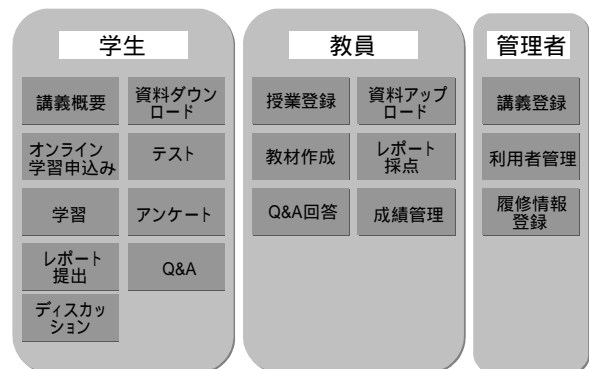 学生
講義概要
資料ダウン
ロード
オンライン
学習申込み
テスト
学習
アンケート
レポート
提出
Q&A
ディスカッ
ション
教員
授業登録
資料アップ
ロード
教材作成
レポート
採点
Q&A回答
成績管理
管理者
講義登録
利用者管理
履修情報
登録